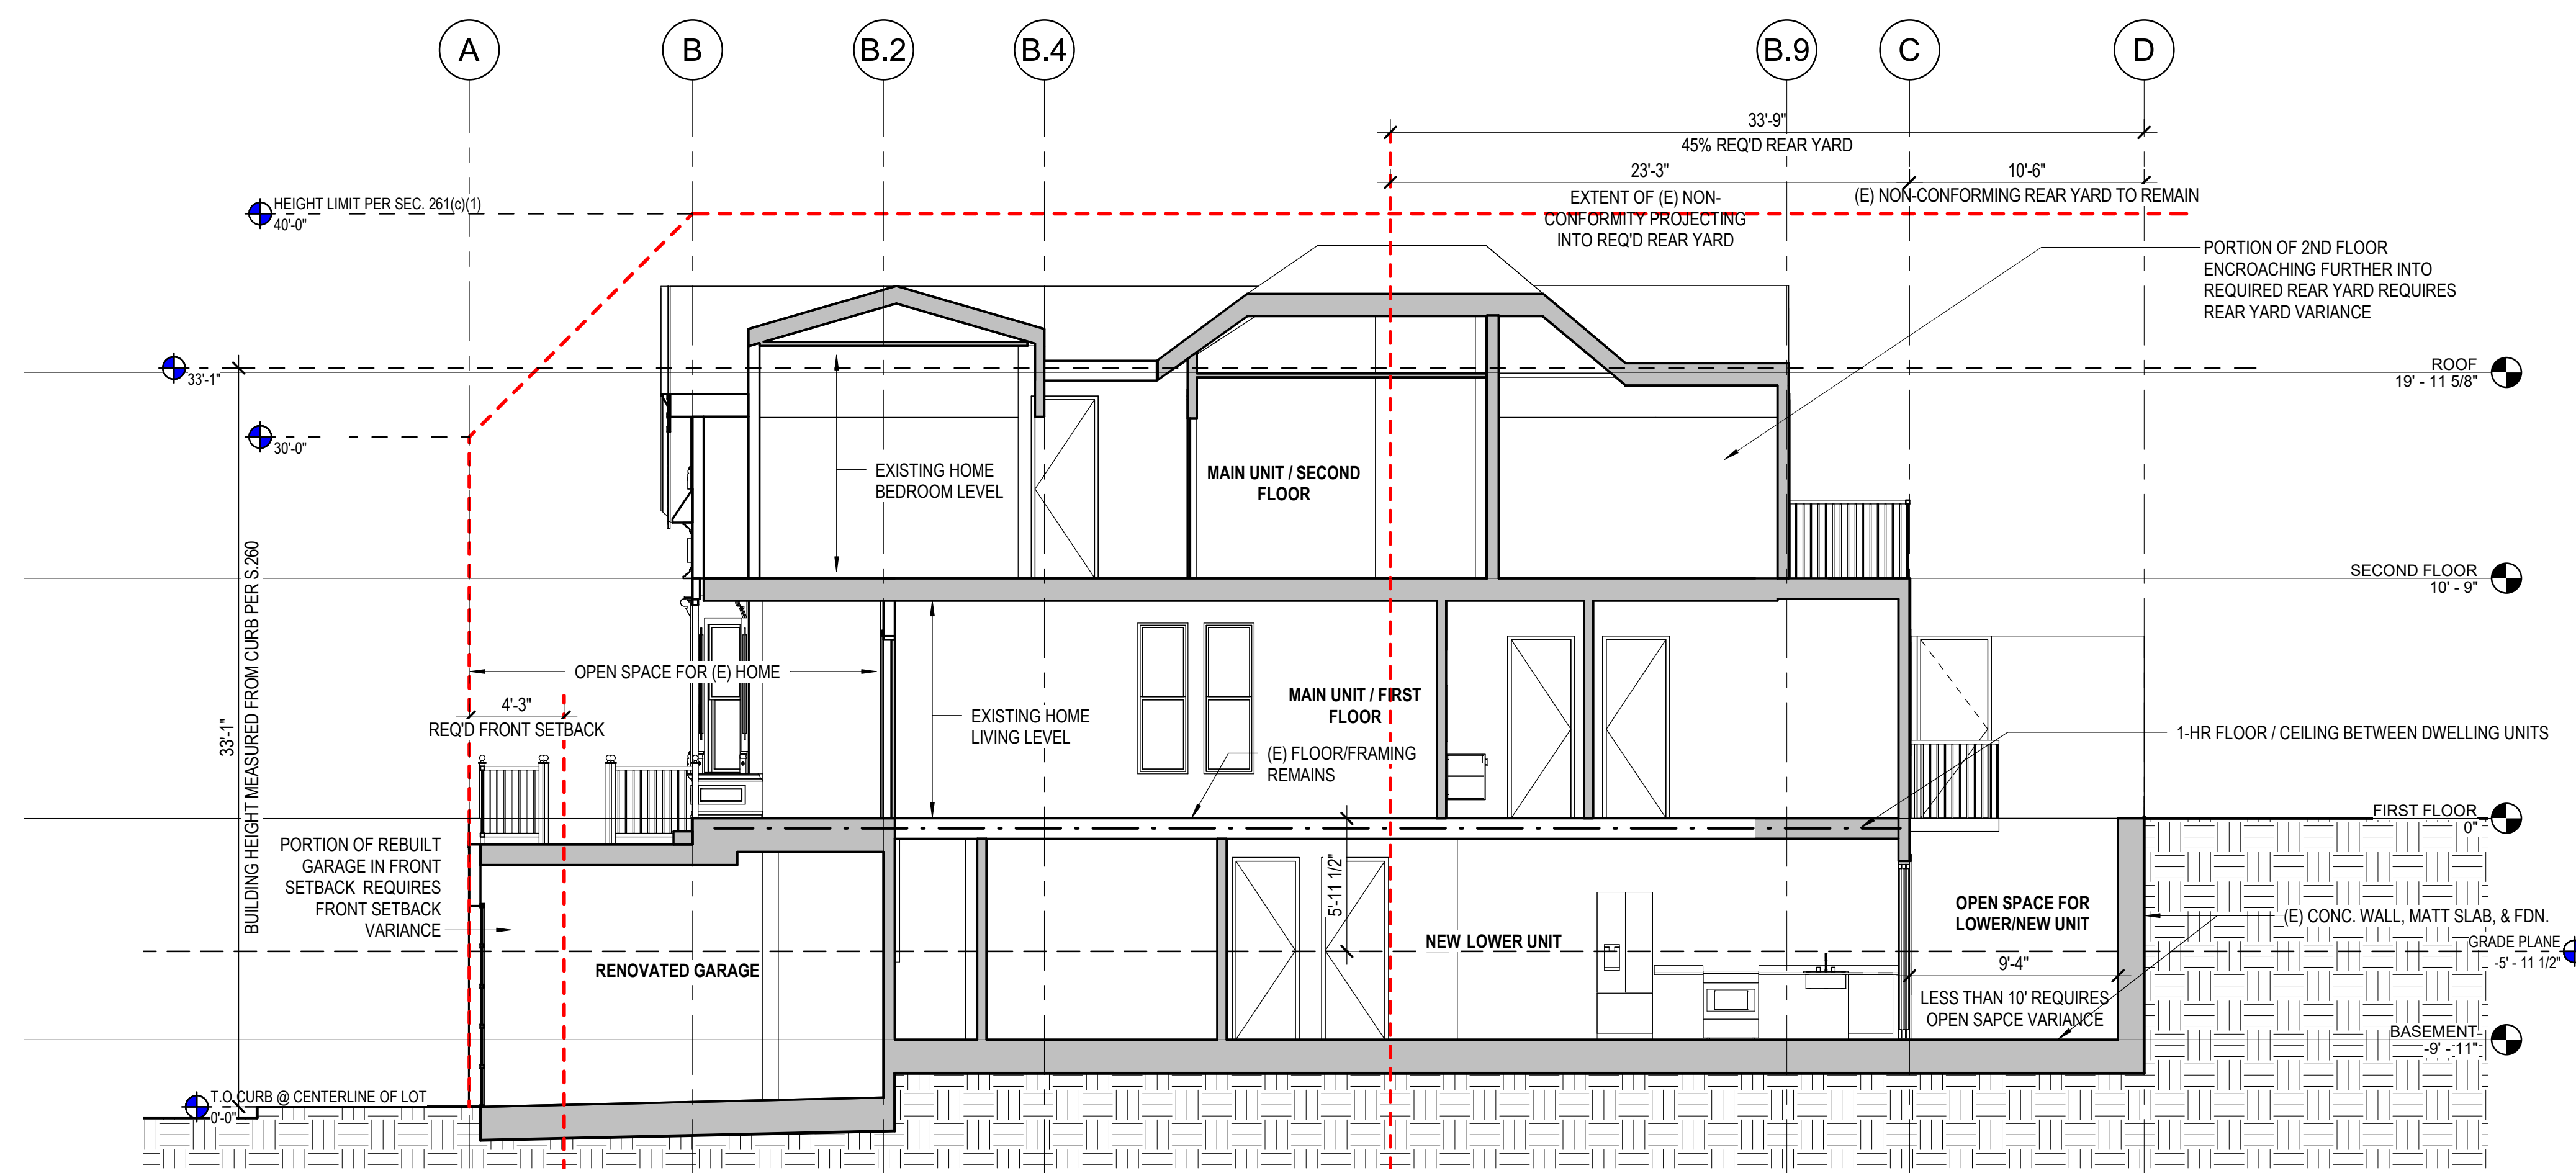 A
B
B.2
B.4
B.9
C
D
33'-9"
45% REQ'D REAR YARD
23'-3"
10'-6"
EXTENT OF (E) NON-
CONFORMITY PROJECTING
INTO REQ'D REAR YARD
(E) NON-CONFORMING REAR YARD TO REMAIN
HEIGHT LIMIT PER SEC. 261(c)(1)
40'-0"
PORTION OF 2ND FLOOR
ENCROACHING FURTHER INTO
REQUIRED REAR YARD REQUIRES
REAR YARD VARIANCE
33'-1"
ROOF
19' - 11 5/8"
30'-0"
EXISTING HOME
BEDROOM LEVEL
MAIN UNIT / SECOND
FLOOR
SECOND FLOOR
10' - 9"
33'-1"
BUILDING HEIGHT MEASURED FROM CURB PER S.260
OPEN SPACE FOR (E) HOME
4'-3"
REQ'D FRONT SETBACK
EXISTING HOME
LIVING LEVEL
MAIN UNIT / FIRST
FLOOR
(E) FLOOR/FRAMING
REMAINS
1-HR FLOOR / CEILING BETWEEN DWELLING UNITS
FIRST FLOOR
0"
PORTION OF REBUILT
GARAGE IN FRONT
SETBACK REQUIRES
FRONT SETBACK
VARIANCE
5'-11 1/2"
OPEN SPACE FOR
LOWER/NEW UNIT
(E) CONC. WALL, MATT SLAB, & FDN.
NEW LOWER UNIT
GRADE PLANE
-5' - 11 1/2"
RENOVATED GARAGE
9'-4"
LESS THAN 10' REQUIRES
OPEN SAPCE VARIANCE
BASEMENT
-9' - 11"
T.O.CURB @ CENTERLINE OF LOT
0'-0"